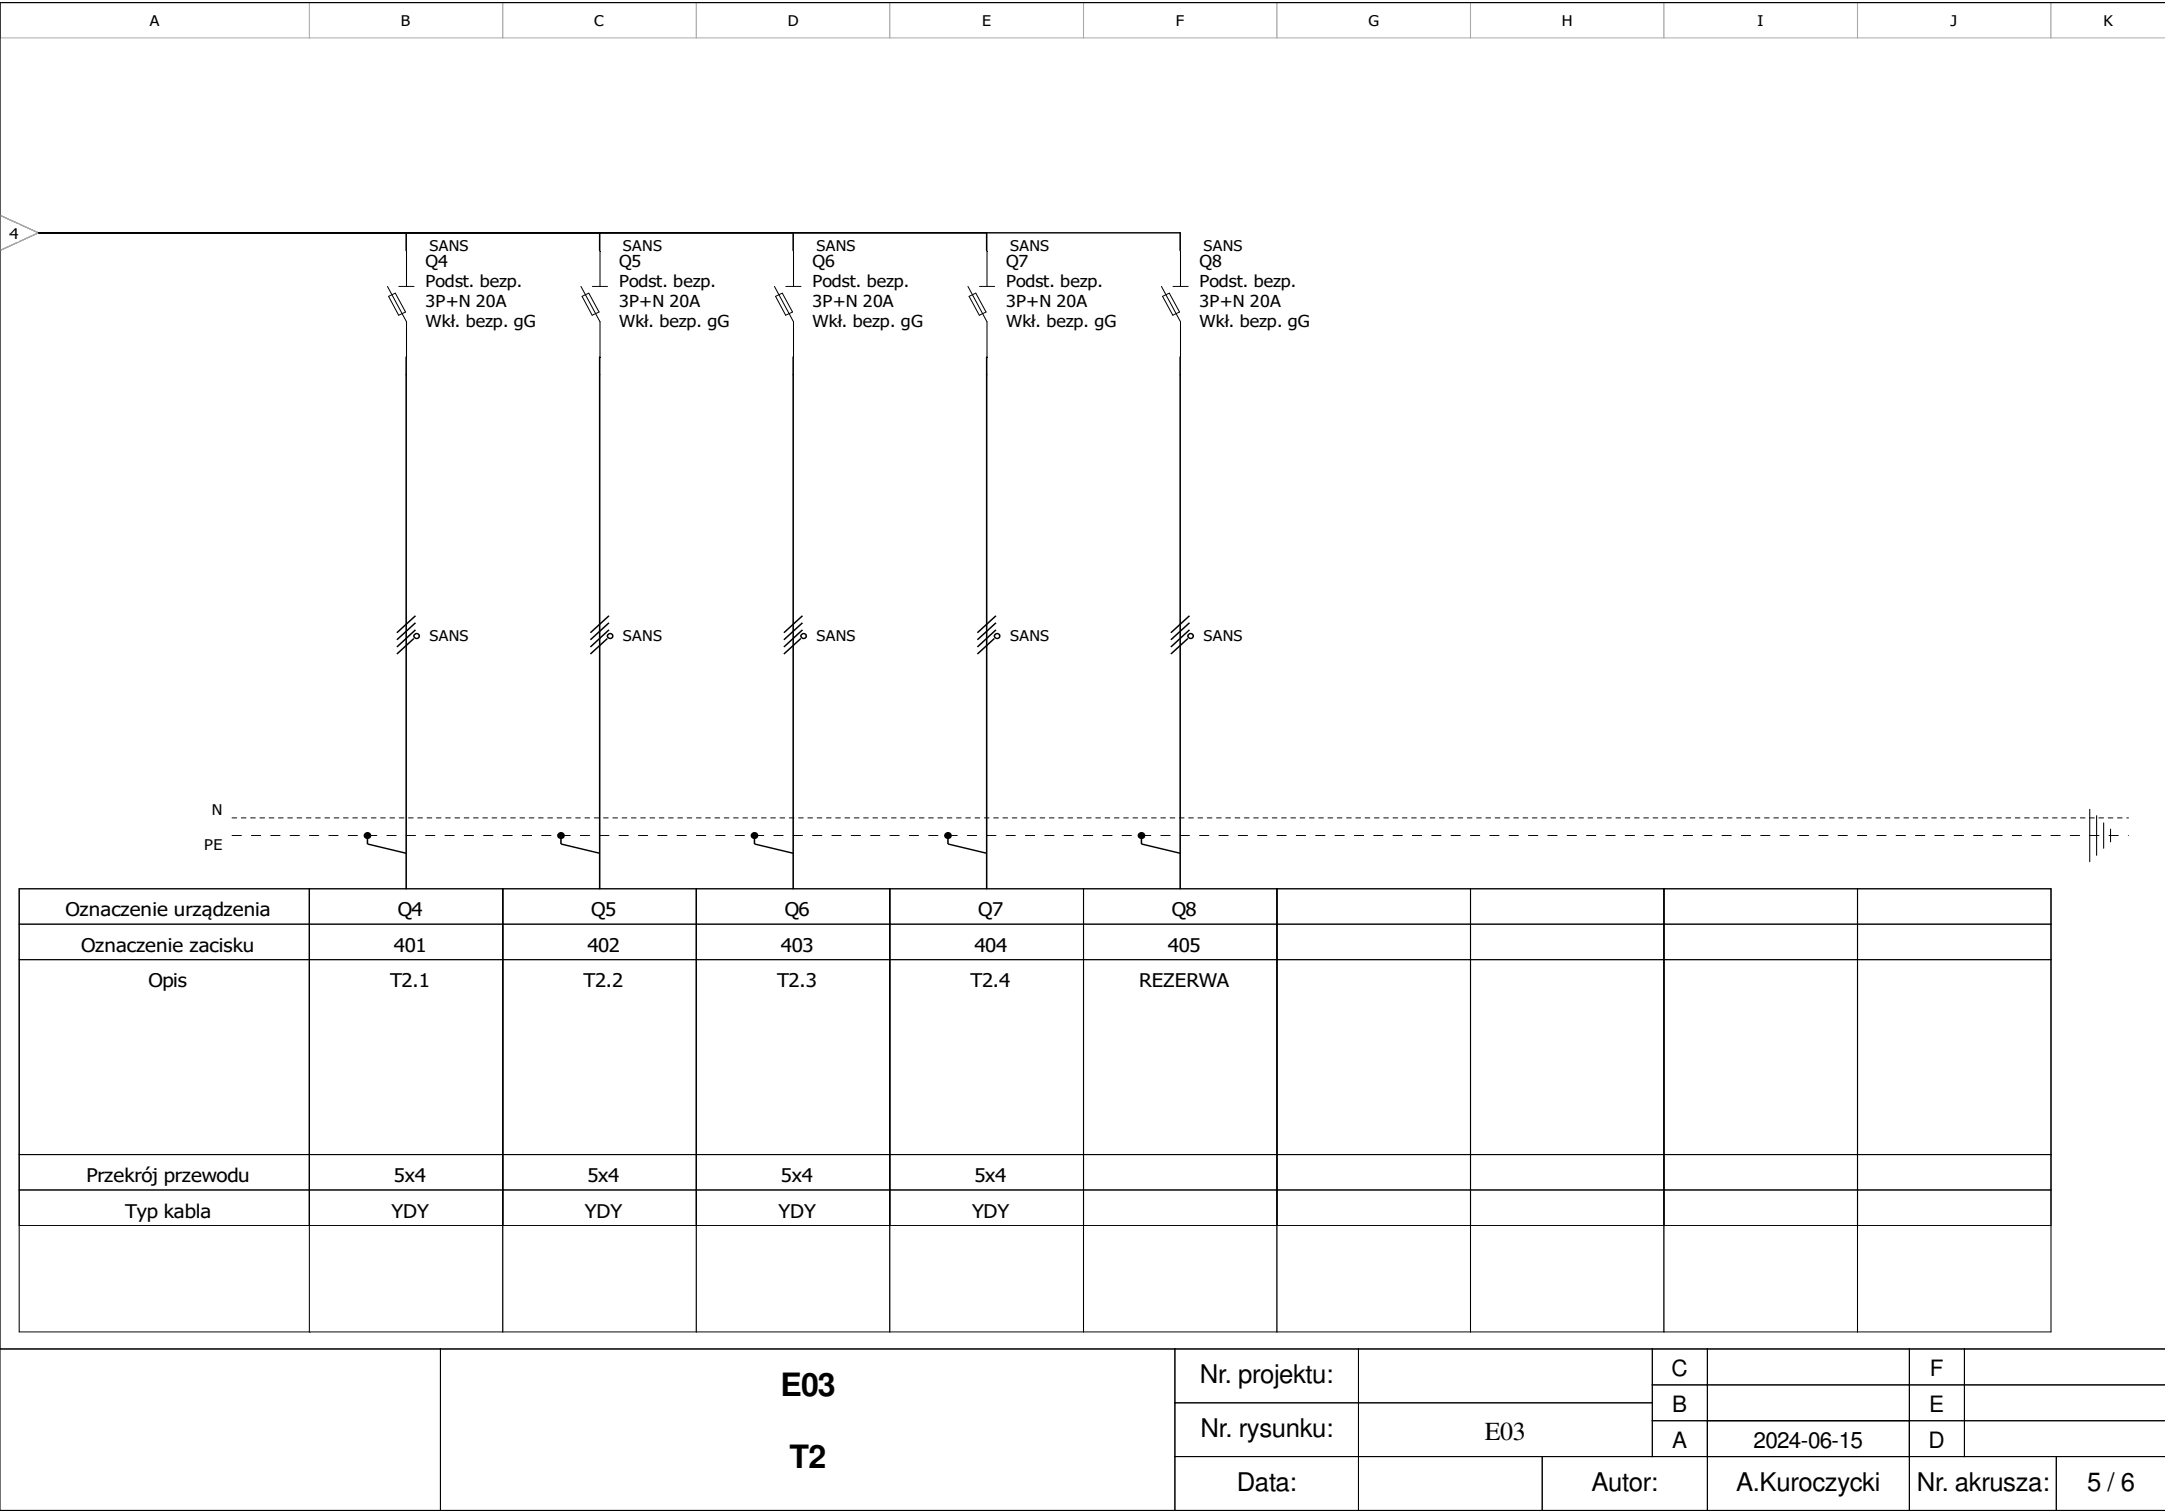 A B C D E F G H I J K
4
SANS SANS SANS SANS SANS
Q4 Q5 Q6 Q7 Q8
Podst. bezp. Podst. bezp. Podst. bezp. Podst. bezp. Podst. bezp.
3P+N 20A 3P+N 20A 3P+N 20A 3P+N 20A 3P+N 20A
Wkł. bezp. gG Wkł. bezp. gG Wkł. bezp. gG Wkł. bezp. gG Wkł. bezp. gG
SANS SANS SANS SANS SANS
N
PE
Oznaczenie urządzenia Q4 Q5 Q6 Q7 Q8
Oznaczenie zacisku 401 402 403 404 405
Opis T2.1 T2.2 T2.3 T2.4 REZERWA
Przekrój przewodu 5x4 5x4 5x4 5x4
Typ kabla YDY YDY YDY YDY
E03
T2
Nr. projektu: C F
B E
Nr. rysunku: E03 A 2024-06-15 D
Data: Autor: A.Kuroczycki Nr. akrusza: 5 / 6